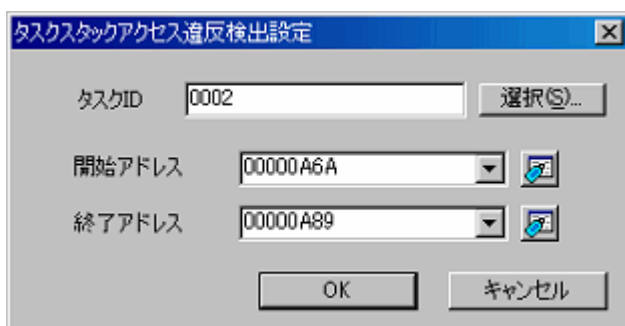 タスクスタックアクセス違反検出設定
タスクID 0002 選択(S)...
開始アドレス 00000A6A
終了アドレス 00000A89
OK キャンセル